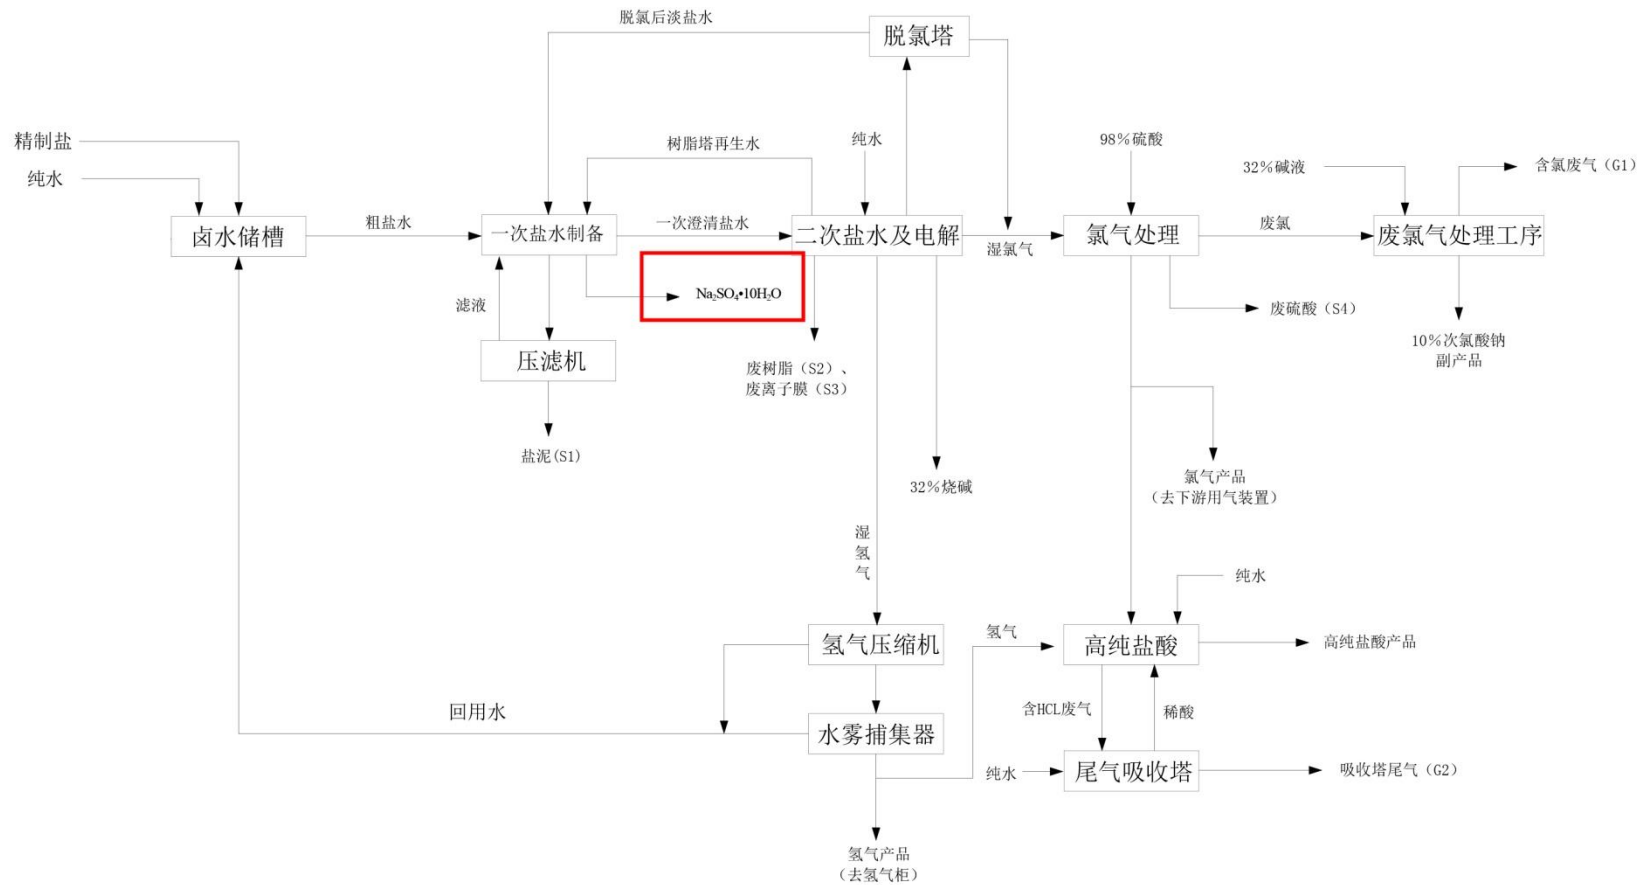 脱氯后淡盐水
脱氯塔
精制盐
树脂塔再生水
纯水
98%硫酸
32%碱液
含氯废气（G1）
纯水
卤水储槽
粗盐水
一次盐水制备
一次澄清盐水
二次盐水及电解
湿氯气
氯气处理
废氯
废氯气处理工序
滤液
Na₂SO₄•10H₂O
废硫酸（S4）
压滤机
废树脂（S2）、
废离子膜（S3）
10%次氯酸钠
副产品
盐泥(S1)
32%烧碱
氯气产品
（去下游用气装置）
湿
氢
气
纯水
氢气压缩机
氢气
高纯盐酸
高纯盐酸产品
回用水
水雾捕集器
含HCL废气
稀酸
纯水
尾气吸收塔
吸收塔尾气（G2）
氢气产品
（去氢气柜）